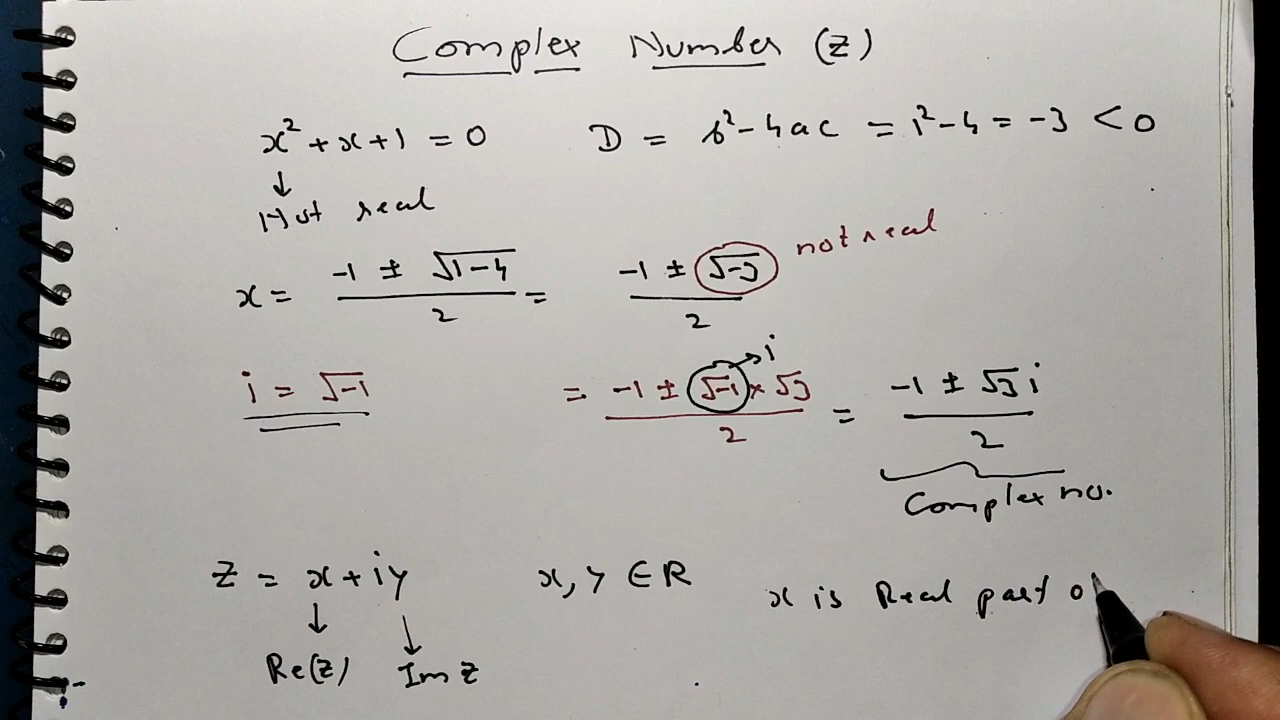 Complex Number (z)
x² + x + 1 = 0 D = b² - 4ac = 1² - 4 = -3 < 0
↓
Not real
x = (-1 ± √(1-4))/2 = (-1 ± √-3)/2 not real
i = √-1 = (-1 ± √-1 × √3)/2 → i = (-1 ± √3 i)/2
Complex no.
z = x + iy x, y ∈ R x is Real part o
↓ ↓
Re(z) Im z